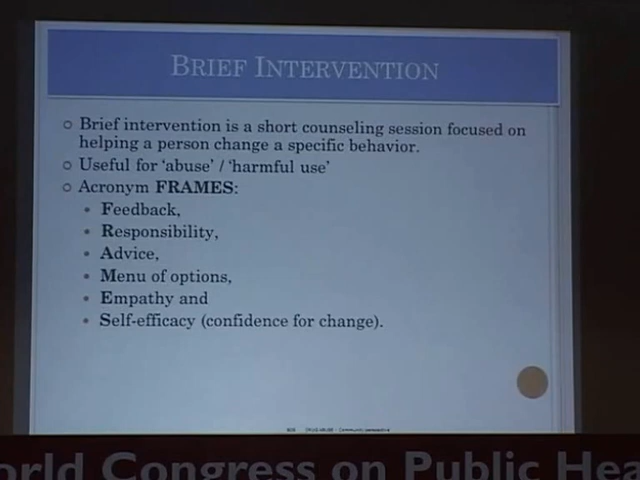 BRIEF INTERVENTION
Brief intervention is a short counseling session focused on
helping a person change a specific behavior.
Useful for 'abuse' / 'harmful use'
Acronym FRAMES:
Feedback,
Responsibility,
Advice,
Menu of options,
Empathy and
Self-efficacy (confidence for change).
orld Congress on Public Hea